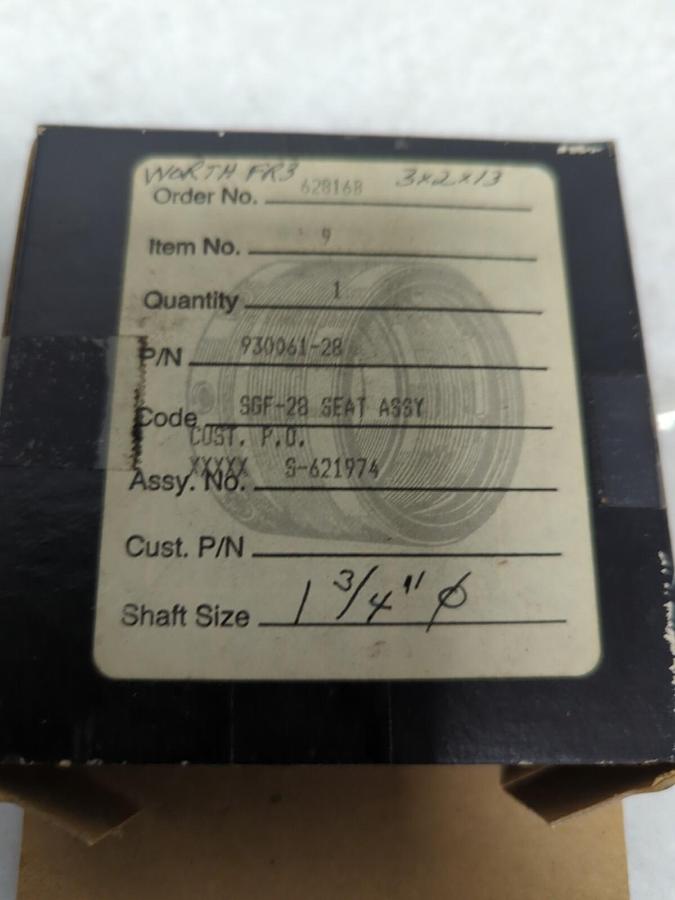 WORTH FR3 3x2x13
Order No. 628168
Item No. 9
Quantity 1
P/N 930061-28
Code SGF-28 SEAT ASSY
CUST. P.O.
XXXXX S-621974
Assy. No.
Cust. P/N
Shaft Size 1 3/4" ø